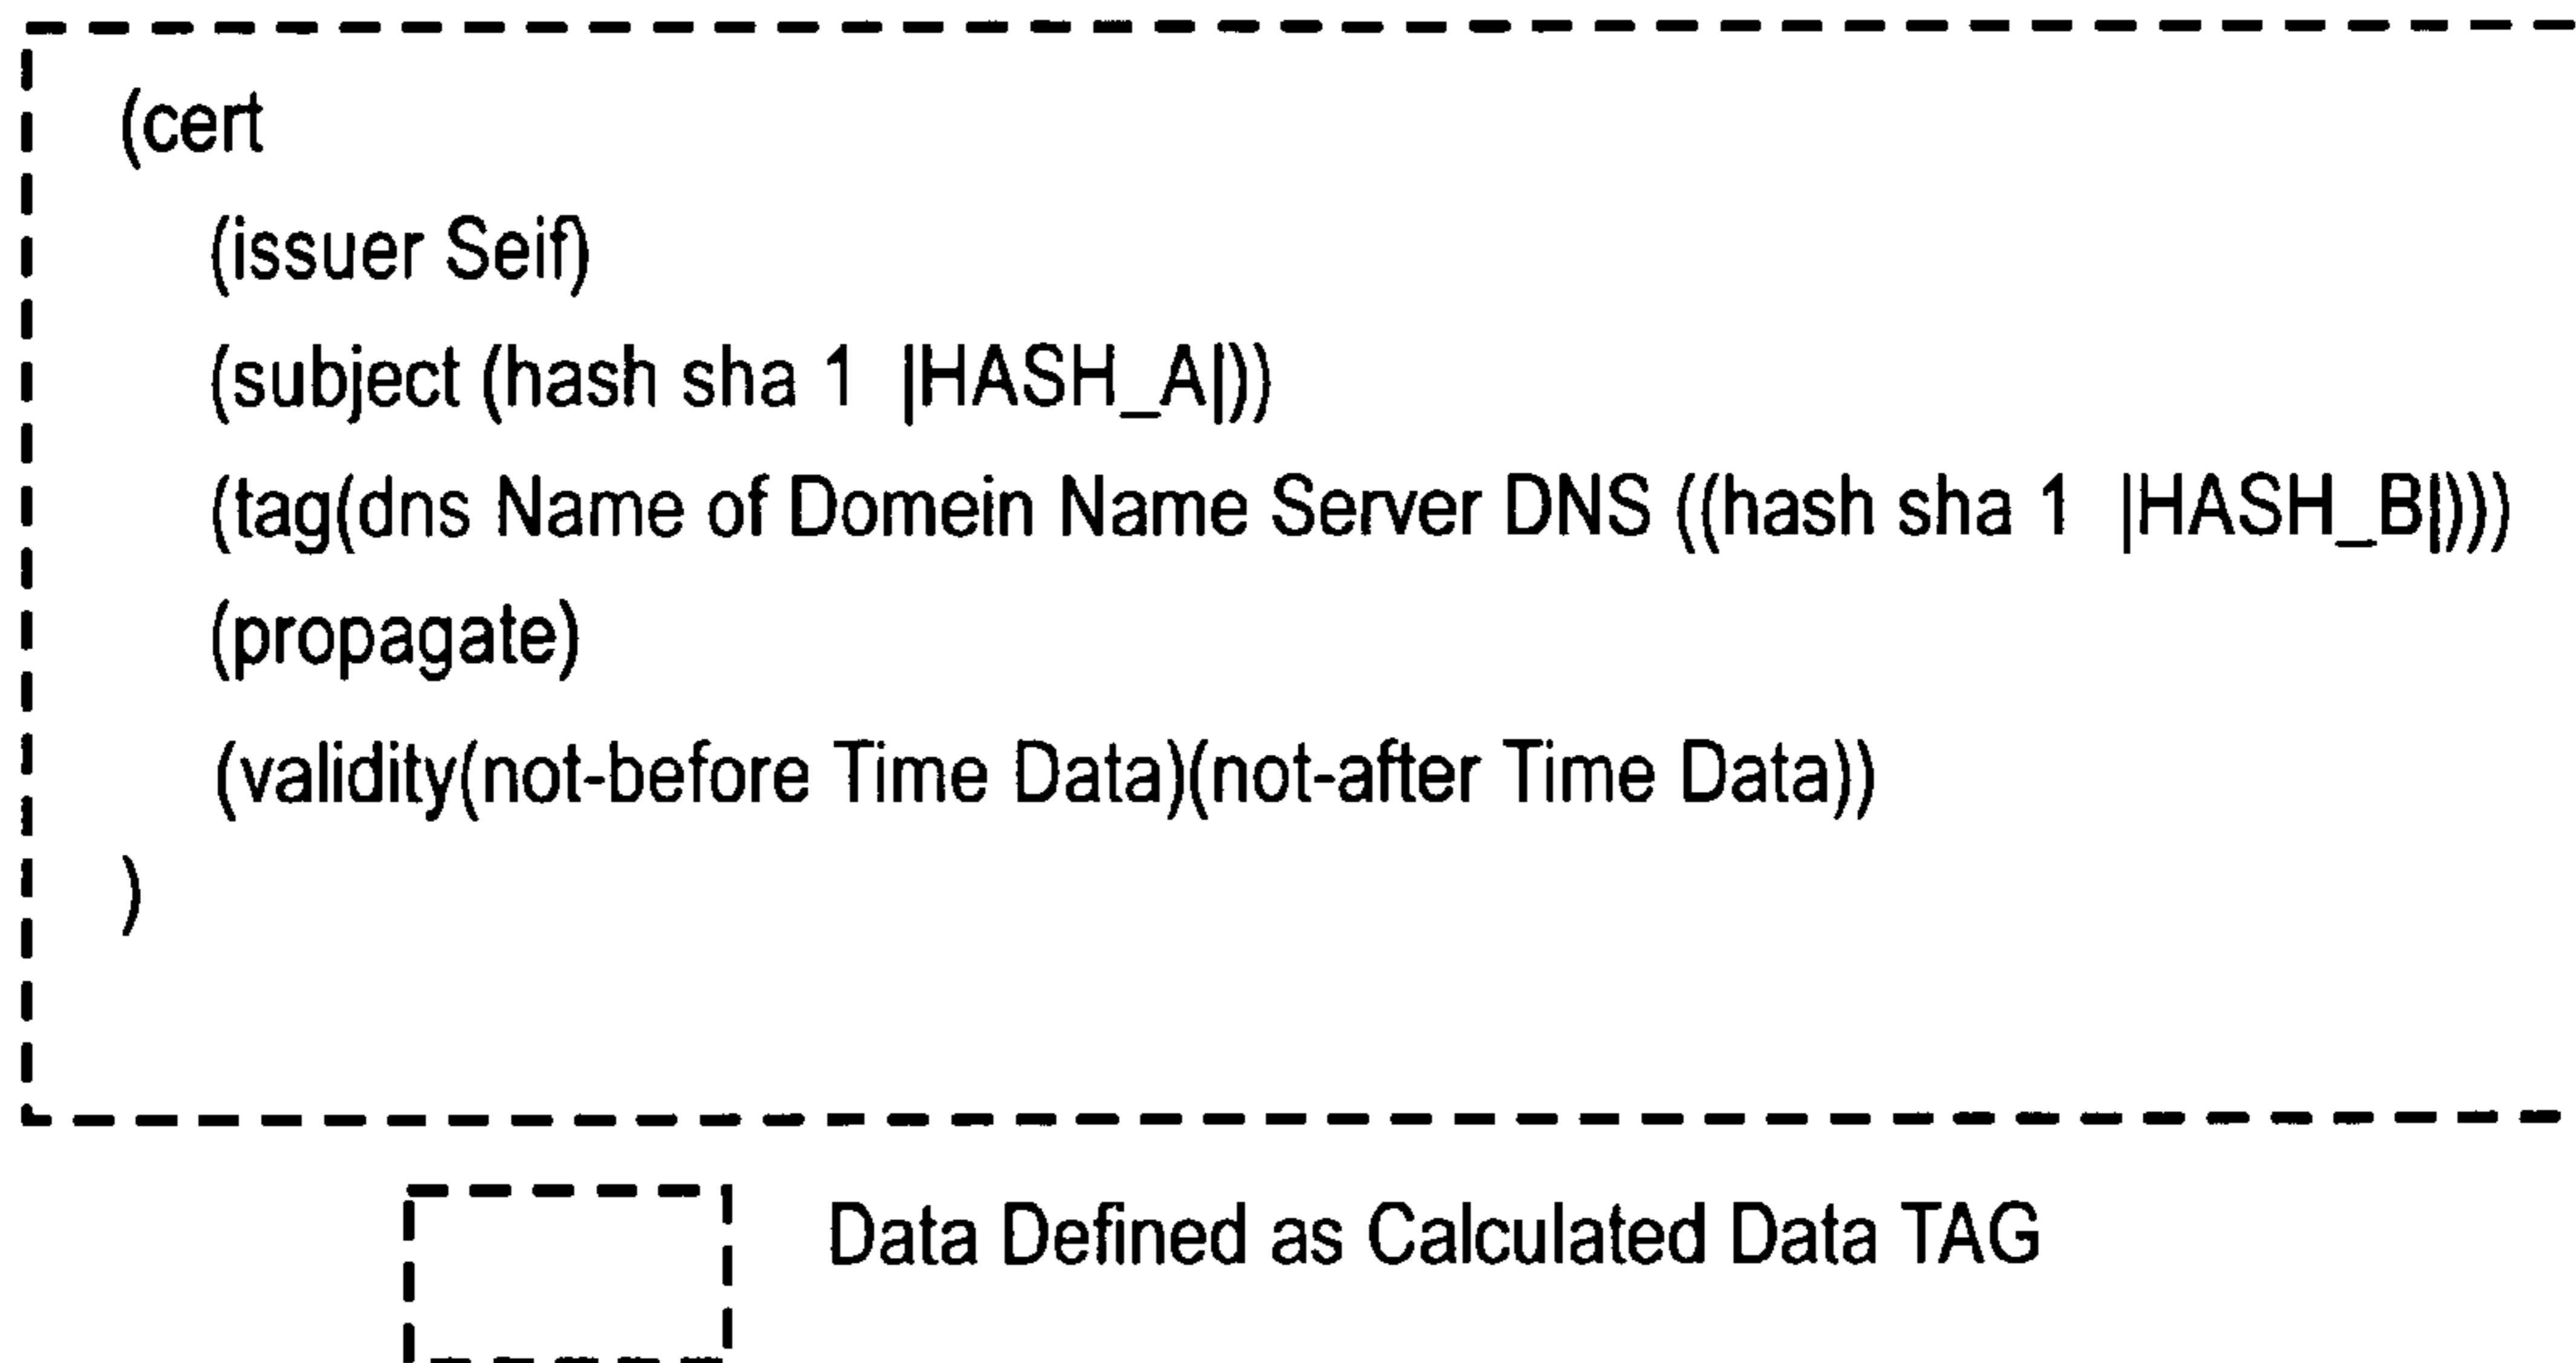 (cert
(issuer Seif)
(subject (hash sha 1 |HASH_A|))
(tag(dns Name of Domein Name Server DNS ((hash sha 1 |HASH_B|)))
(propagate)
(validity(not-before Time Data)(not-after Time Data))
)
Data Defined as Calculated Data TAG